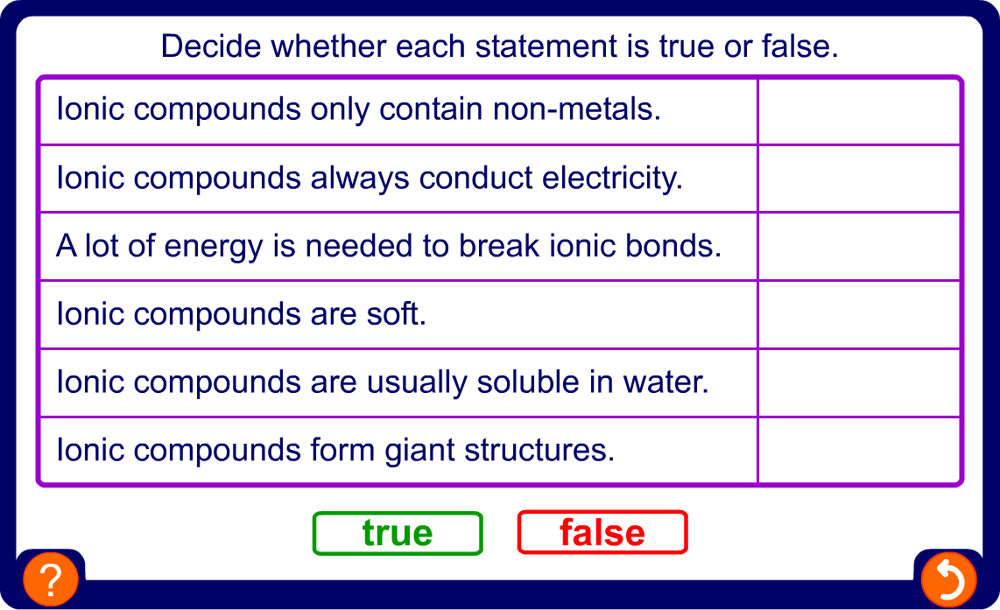 Decide whether each statement is true or false.
Ionic compounds only contain non-metals.
Ionic compounds always conduct electricity.
A lot of energy is needed to break ionic bonds.
Ionic compounds are soft.
Ionic compounds are usually soluble in water.
Ionic compounds form giant structures.
true false
?